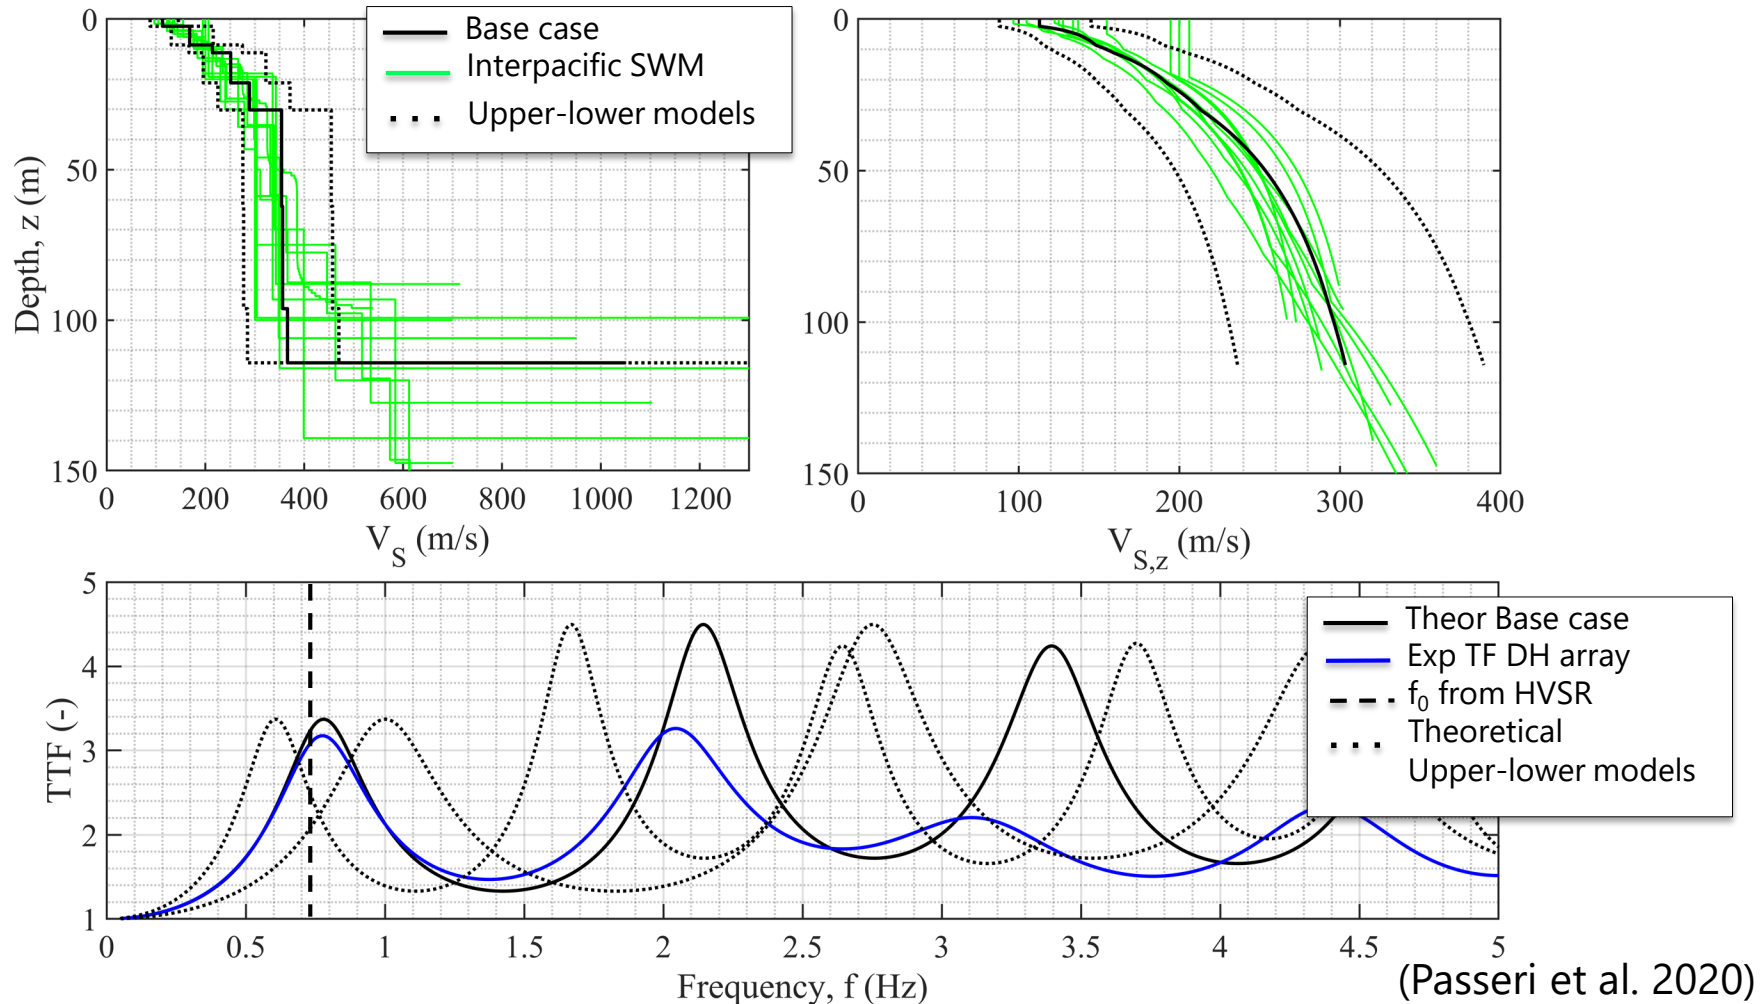 0
50
100
150
Depth, z (m)
0 200 400 600 800 1000 1200
V_S (m/s)
Base case
Interpacific SWM
Upper-lower models
0
50
100
150
0 100 200 300 400
V_{S,z} (m/s)
5
4
3
2
1
TTF (-)
0 0.5 1 1.5 2 2.5 3 3.5 4 4.5 5
Frequency, f (Hz)
Theor Base case
Exp TF DH array
f_0 from HVSR
Theoretical
Upper-lower models
(Passeri et al. 2020)